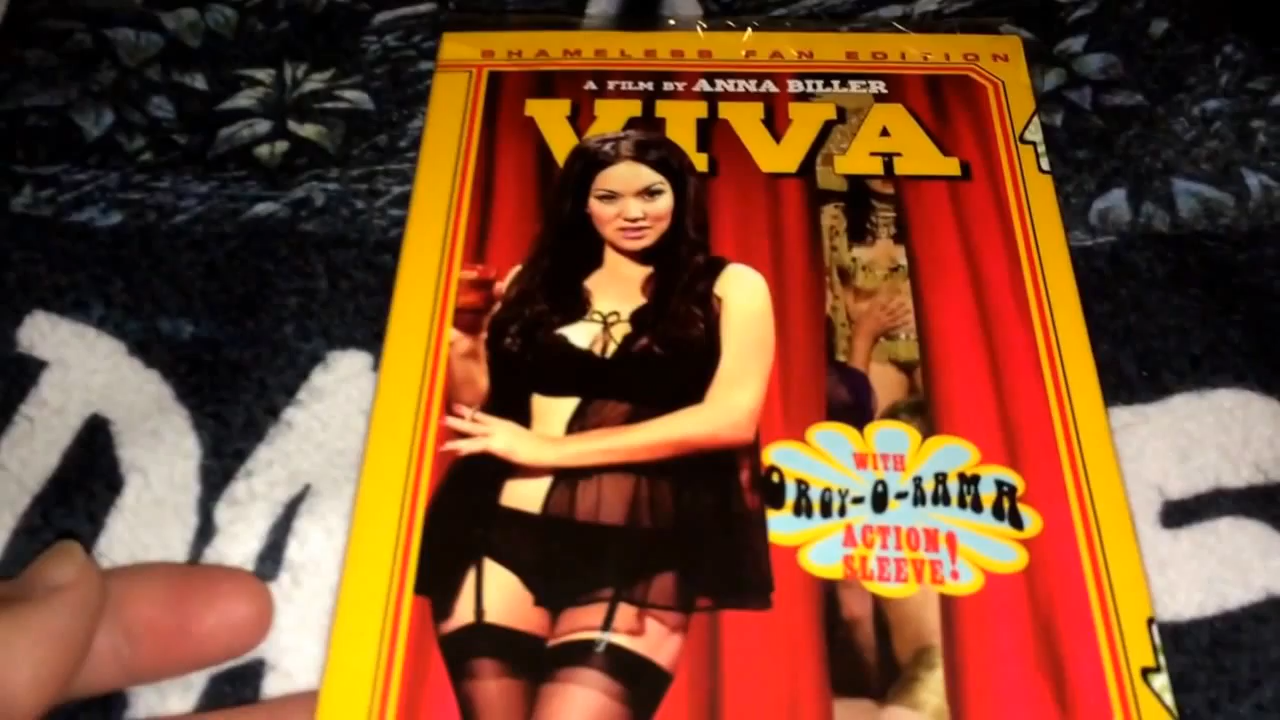 SHAMELESS FAN EDITION
A FILM BY ANNA BILLER
VIVA
WITH
ORGY-O-RAMA
ACTION
SLEEVE!